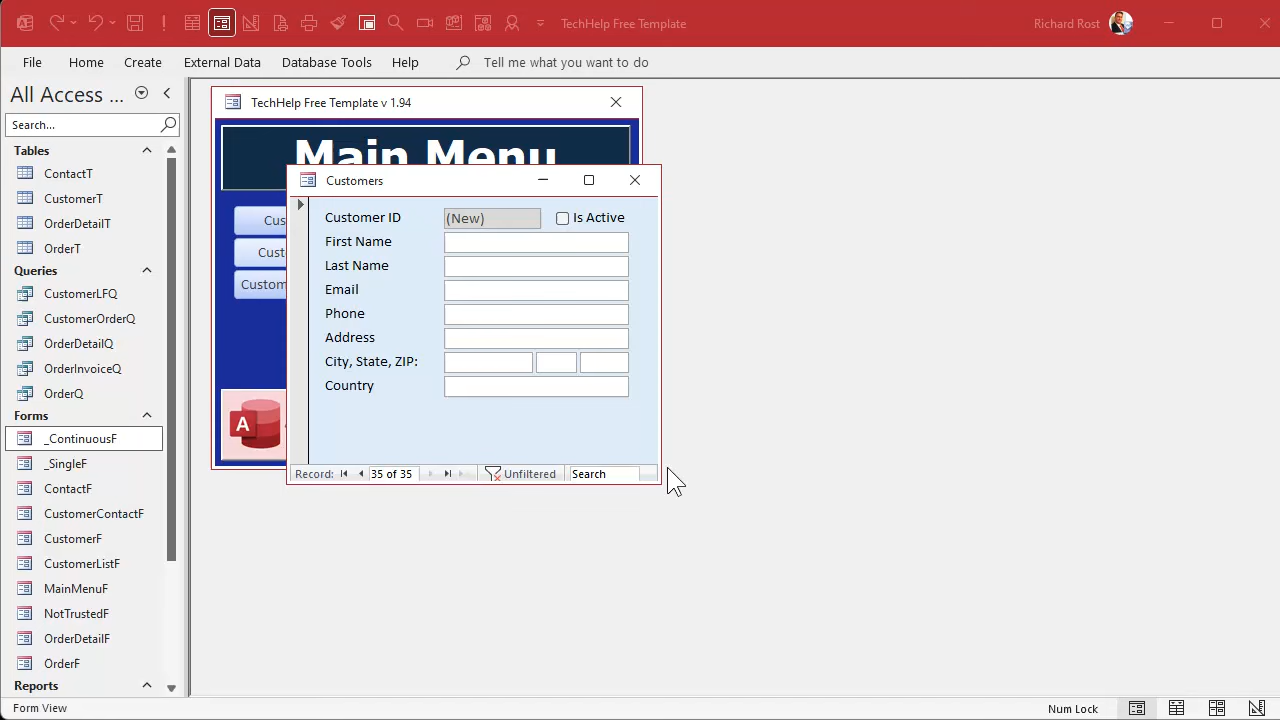 TechHelp Free Template
Richard Rost
File Home Create External Data Database Tools Help Tell me what you want to do
All Access ...
Search...
Tables
ContactT
CustomerT
OrderDetailT
OrderT
Queries
CustomerLFQ
CustomerOrderQ
OrderDetailQ
OrderInvoiceQ
OrderQ
Forms
_ContinuousF
_SingleF
ContactF
CustomerContactF
CustomerF
CustomerListF
MainMenuF
NotTrustedF
OrderDetailF
OrderF
Reports
TechHelp Free Template v 1.94
Main Menu
Cus
Custo
Custom
A
Customers
Customer ID (New) Is Active
First Name
Last Name
Email
Phone
Address
City, State, ZIP:
Country
Record: 35 of 35 Unfiltered Search
Form View
Num Lock